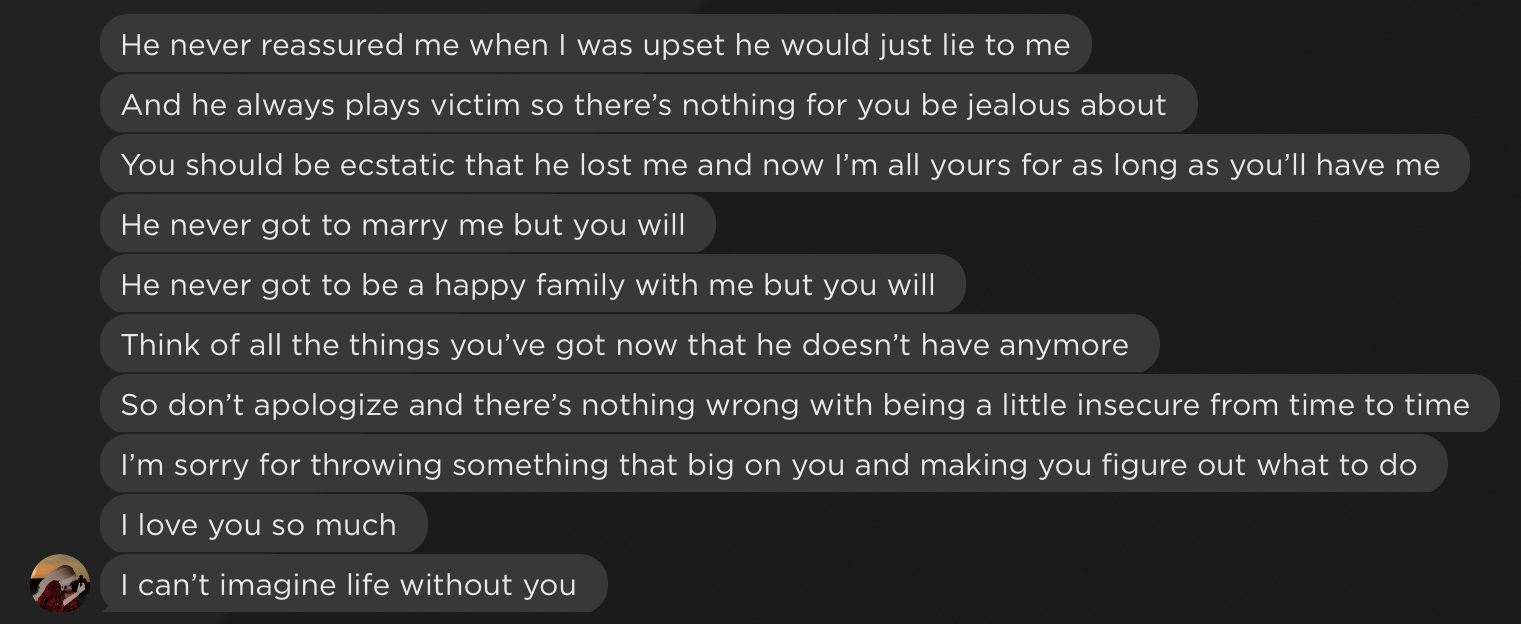 He never reassured me when I was upset he would just lie to me
And he always plays victim so there's nothing for you be jealous about
You should be ecstatic that he lost me and now I'm all yours for as long as you'll have me
He never got to marry me but you will
He never got to be a happy family with me but you will
Think of all the things you've got now that he doesn't have anymore
So don't apologize and there's nothing wrong with being a little insecure from time to time
I'm sorry for throwing something that big on you and making you figure out what to do
I love you so much
I can't imagine life without you